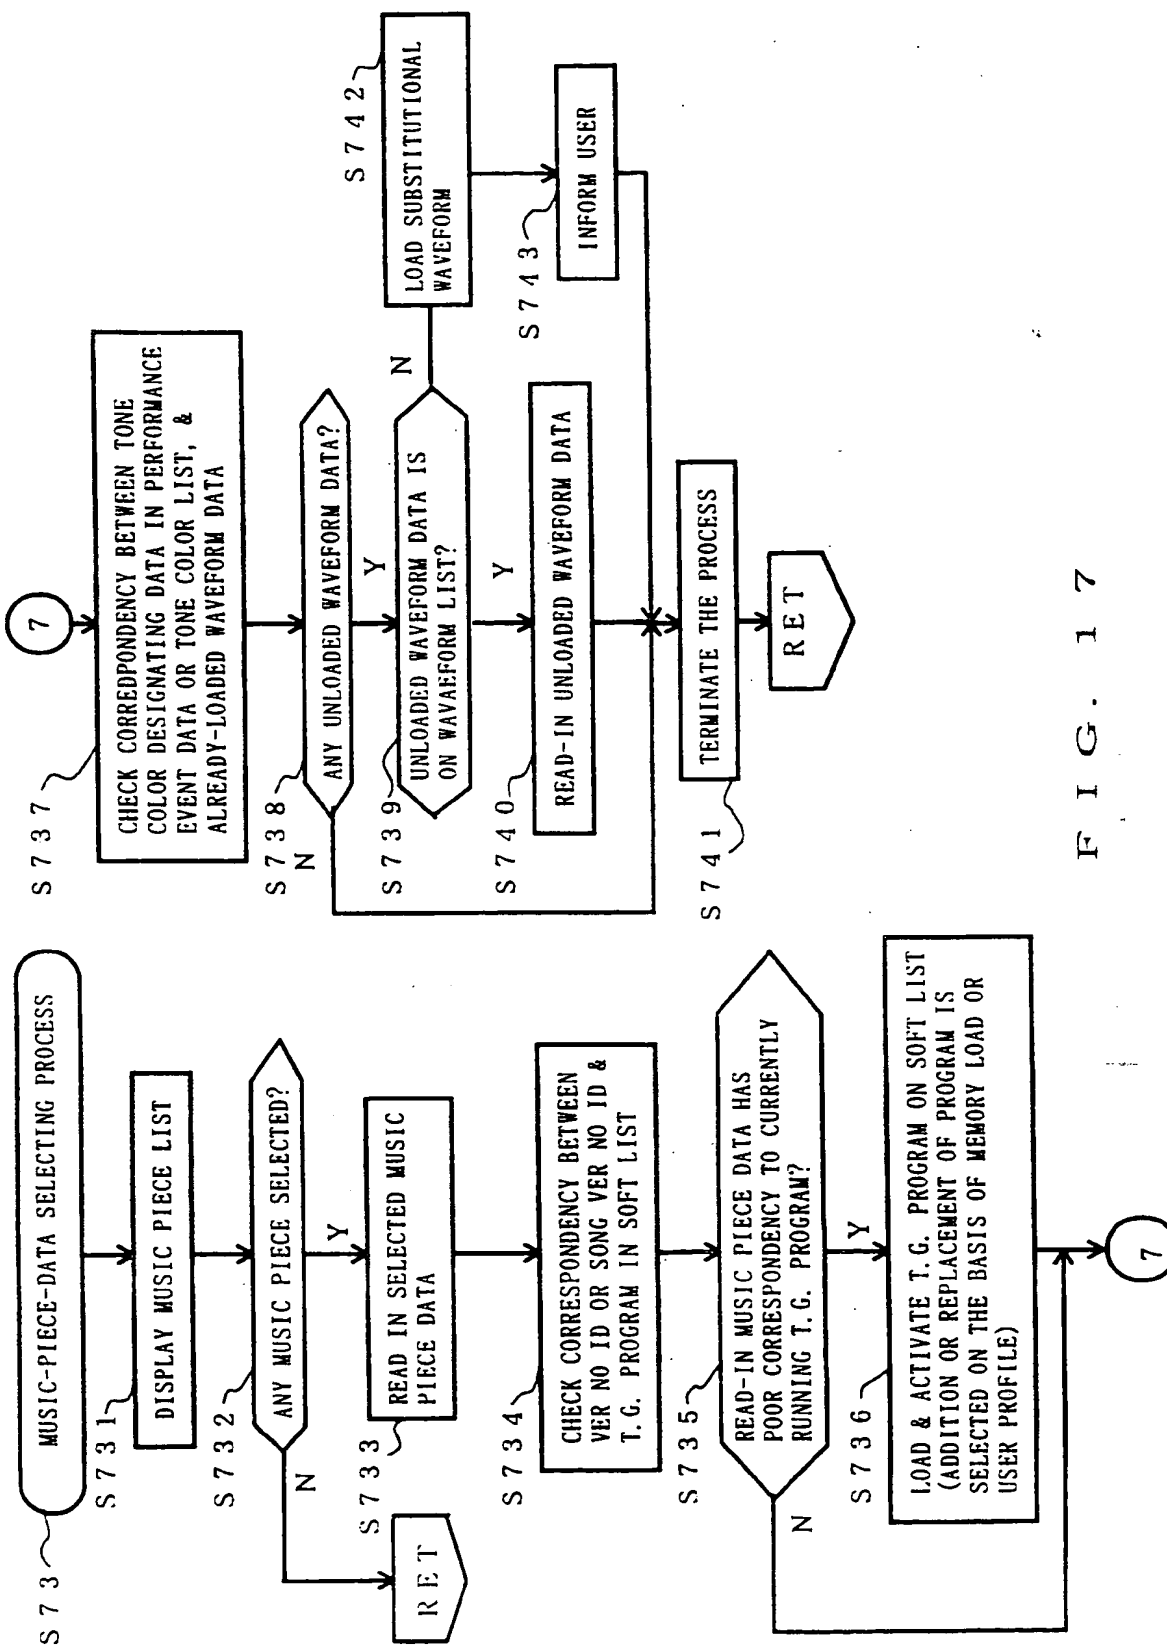 S73
MUSIC-PIECE-DATA SELECTING PROCESS
S731
DISPLAY MUSIC PIECE LIST
S732
ANY MUSIC PIECE SELECTED?
N
Y
RET
S733
READ IN SELECTED MUSIC
PIECE DATA
S734
CHECK CORRESPONDENCY BETWEEN
VER NO ID OR SONG VER NO ID &
T.G. PROGRAM IN SOFT LIST
S735
READ-IN MUSIC PIECE DATA HAS
POOR CORRESPONDENCY TO CURRENTLY
RUNNING T.G. PROGRAM?
N
Y
S736
LOAD & ACTIVATE T.G. PROGRAM ON SOFT LIST
(ADDITION OR REPLACEMENT OF PROGRAM IS
SELECTED ON THE BASIS OF MEMORY LOAD OR
USER PROFILE)
7
7
S737
CHECK CORREDPONDENCY BETWEEN TONE
COLOR DESIGNATING DATA IN PERFORMANCE
EVENT DATA OR TONE COLOR LIST, &
ALREADY-LOADED WAVEFORM DATA
S738
ANY UNLOADED WAVEFORM DATA?
N
Y
S739
UNLOADED WAVEFORM DATA IS
ON WAVAEFORM LIST?
N
Y
S742
LOAD SUBSTITUTIONAL
WAVEFORM
S740
READ-IN UNLOADED WAVEFORM DATA
S743
INFORM USER
S741
TERMINATE THE PROCESS
RET
FIG. 17